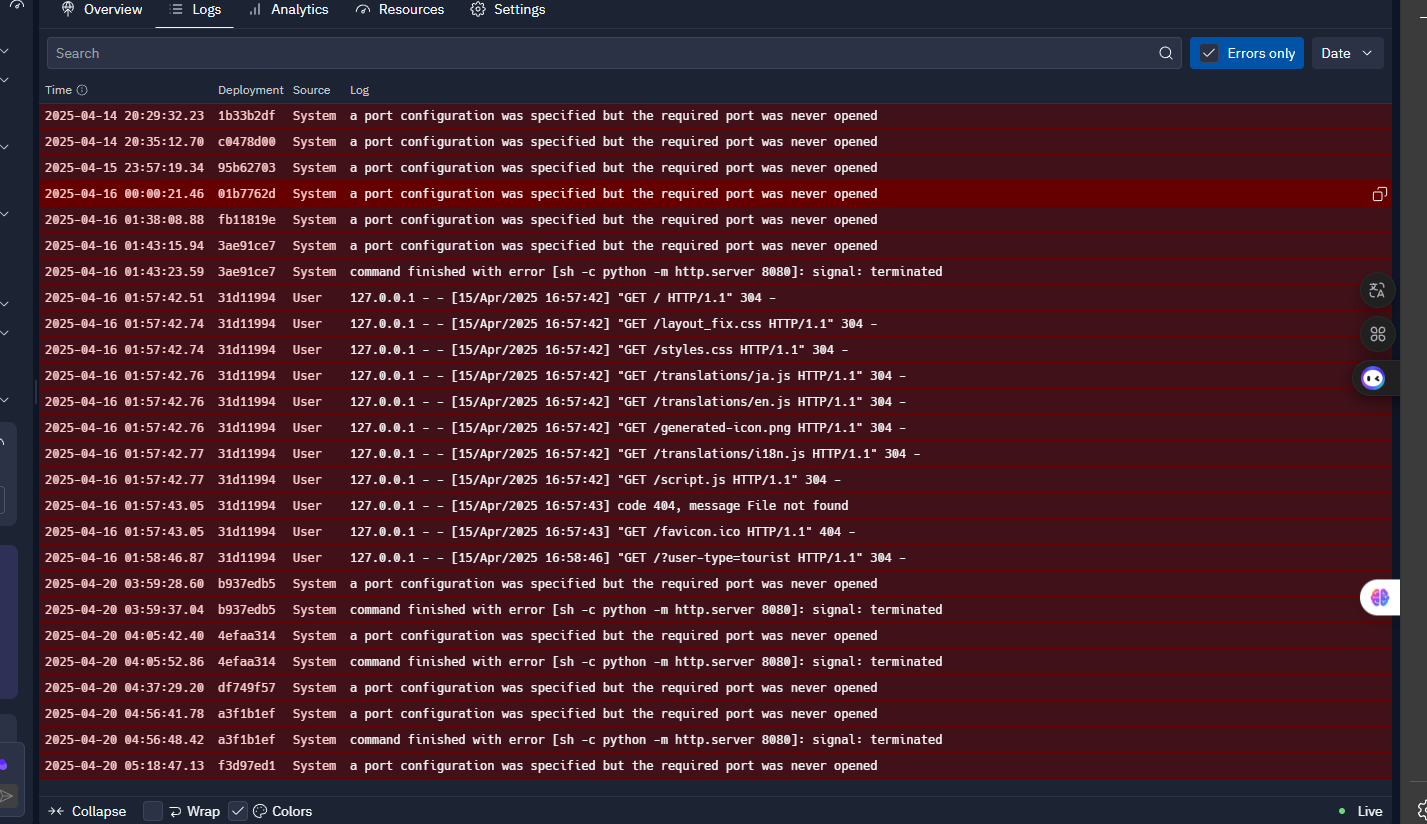 Overview Logs Analytics Resources Settings
Search Errors only Date
Time Deployment Source Log
2025-04-14 20:29:32.23 1b33b2df System a port configuration was specified but the required port was never opened
2025-04-14 20:35:12.70 c0478d00 System a port configuration was specified but the required port was never opened
2025-04-15 23:57:19.34 95b62703 System a port configuration was specified but the required port was never opened
2025-04-16 00:00:21.46 01b7762d System a port configuration was specified but the required port was never opened
2025-04-16 01:38:08.88 fb11819e System a port configuration was specified but the required port was never opened
2025-04-16 01:43:15.94 3ae91ce7 System a port configuration was specified but the required port was never opened
2025-04-16 01:43:23.59 3ae91ce7 System command finished with error [sh -c python -m http.server 8080]: signal: terminated
2025-04-16 01:57:42.51 31d11994 User 127.0.0.1 - - [15/Apr/2025 16:57:42] "GET / HTTP/1.1" 304 -
2025-04-16 01:57:42.74 31d11994 User 127.0.0.1 - - [15/Apr/2025 16:57:42] "GET /layout_fix.css HTTP/1.1" 304 -
2025-04-16 01:57:42.74 31d11994 User 127.0.0.1 - - [15/Apr/2025 16:57:42] "GET /styles.css HTTP/1.1" 304 -
2025-04-16 01:57:42.76 31d11994 User 127.0.0.1 - - [15/Apr/2025 16:57:42] "GET /translations/ja.js HTTP/1.1" 304 -
2025-04-16 01:57:42.76 31d11994 User 127.0.0.1 - - [15/Apr/2025 16:57:42] "GET /translations/en.js HTTP/1.1" 304 -
2025-04-16 01:57:42.76 31d11994 User 127.0.0.1 - - [15/Apr/2025 16:57:42] "GET /generated-icon.png HTTP/1.1" 304 -
2025-04-16 01:57:42.77 31d11994 User 127.0.0.1 - - [15/Apr/2025 16:57:42] "GET /translations/i18n.js HTTP/1.1" 304 -
2025-04-16 01:57:42.77 31d11994 User 127.0.0.1 - - [15/Apr/2025 16:57:42] "GET /script.js HTTP/1.1" 304 -
2025-04-16 01:57:43.05 31d11994 User 127.0.0.1 - - [15/Apr/2025 16:57:43] code 404, message File not found
2025-04-16 01:57:43.05 31d11994 User 127.0.0.1 - - [15/Apr/2025 16:57:43] "GET /favicon.ico HTTP/1.1" 404 -
2025-04-16 01:58:46.87 31d11994 User 127.0.0.1 - - [15/Apr/2025 16:58:46] "GET /?user-type=tourist HTTP/1.1" 304 -
2025-04-20 03:59:28.60 b937edb5 System a port configuration was specified but the required port was never opened
2025-04-20 03:59:37.04 b937edb5 System command finished with error [sh -c python -m http.server 8080]: signal: terminated
2025-04-20 04:05:42.40 4efaa314 System a port configuration was specified but the required port was never opened
2025-04-20 04:05:52.86 4efaa314 System command finished with error [sh -c python -m http.server 8080]: signal: terminated
2025-04-20 04:37:29.20 df749f57 System a port configuration was specified but the required port was never opened
2025-04-20 04:56:41.78 a3f1b1ef System a port configuration was specified but the required port was never opened
2025-04-20 04:56:48.42 a3f1b1ef System command finished with error [sh -c python -m http.server 8080]: signal: terminated
2025-04-20 05:18:47.13 f3d97ed1 System a port configuration was specified but the required port was never opened
Collapse Wrap Colors Live